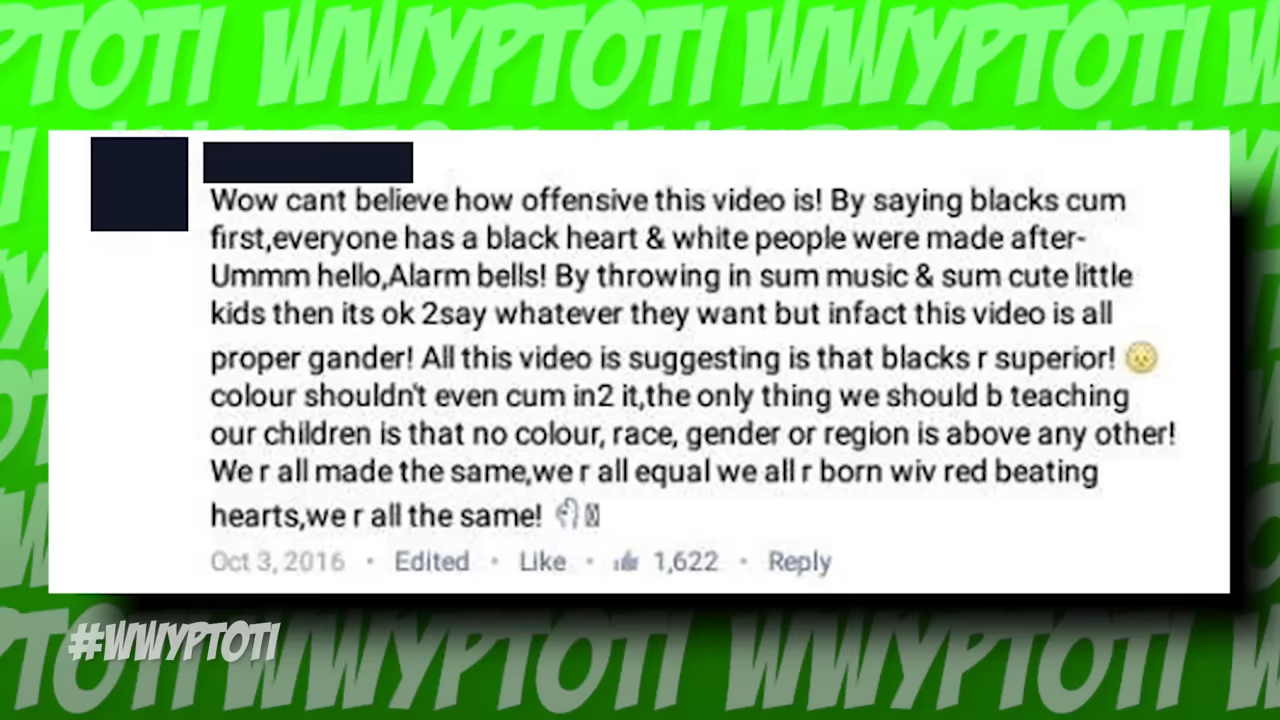 PTOTI WWYPTOTI WWYPTOTI W
Wow cant believe how offensive this video is! By saying blacks cum
first,everyone has a black heart & white people were made after-
Ummm hello,Alarm bells! By throwing in sum music & sum cute little
kids then its ok 2say whatever they want but infact this video is all
proper gander! All this video is suggesting is that blacks r superior! 😟
colour shouldn't even cum in2 it,the only thing we should b teaching
our children is that no colour, race, gender or region is above any other!
We r all made the same,we r all equal we all r born wiv red beating
hearts,we r all the same!
Oct 3, 2016 • Edited • Like • 1,622 • Reply
#WWYPTOTI
PTOTI WWYPTOTI WWYPTOTI W